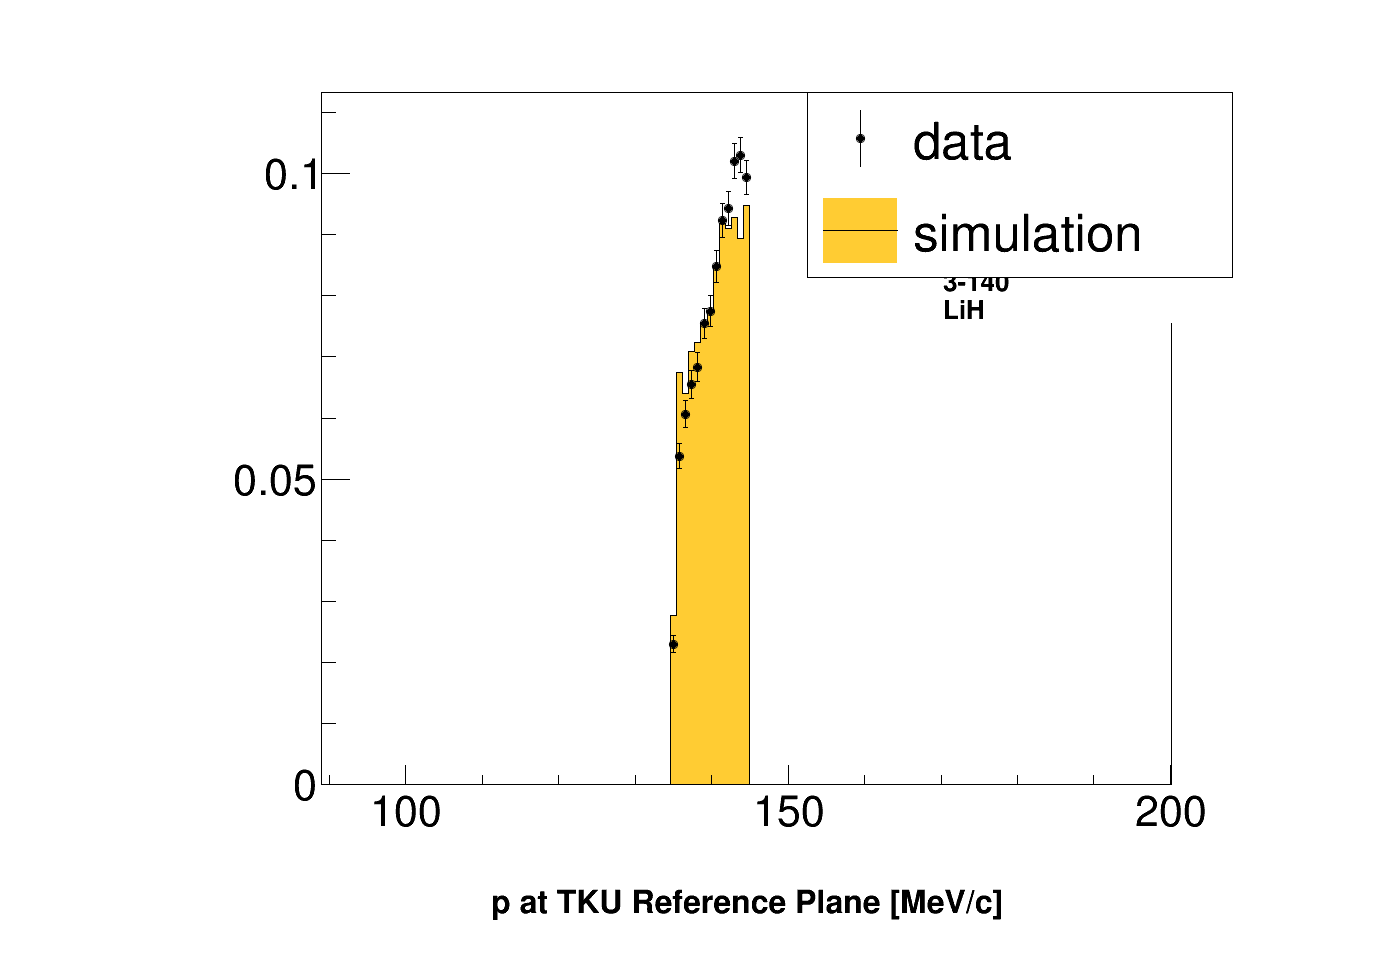 data
simulation
3-140
LiH
0.1
0.05
0
100
150
200
p at TKU Reference Plane [MeV/c]